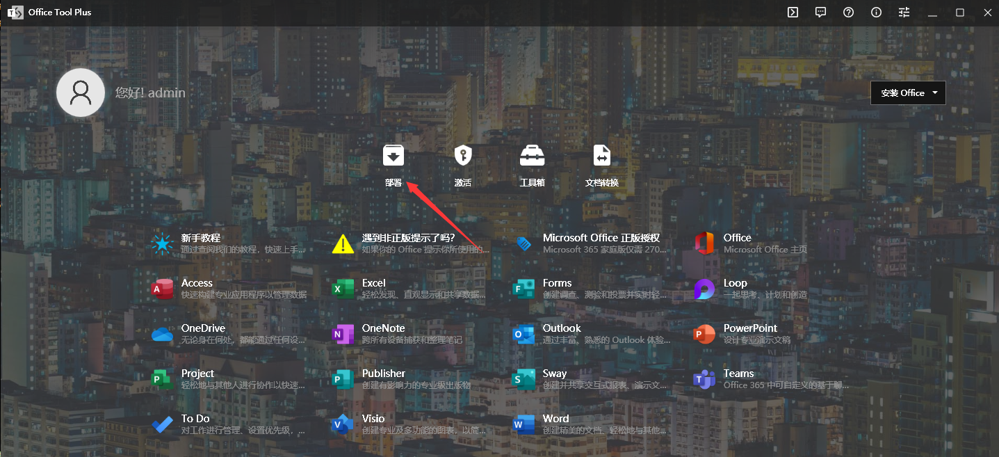 Office Tool Plus
您好! admin
安装 Office
部署
激活
工具箱
文档转换
新手教程
通过查阅我们的教程，快速上手...
遇到非正版提示了吗?
如果你的 Office 提示你所使用的...
Microsoft Office 正版授权
Microsoft 365 家庭版仅需 270...
Office
Microsoft Office 主页
Access
快速构建专业应用程序以管理数据
Excel
轻松发现、直观显示和共享数据...
Forms
创建调查、测验和投票并实时轻...
Loop
一起思考、计划和创造
OneDrive
无论身在何处，都能通过任何设...
OneNote
跨所有设备捕获和整理笔记
Outlook
通过丰富、熟悉的 Outlook 体验...
PowerPoint
设计专业演示文稿
Project
轻松地与其他人进行协作以快速...
Publisher
创建有影响力的专业级出版物
Sway
创建并共享交互式报表、演示文...
Teams
Office 365 中可自定义的基于聊...
To Do
对工作进行管理、设置优先级，...
Visio
创建专业及多功能的图表，以简...
Word
创建精美的文档、轻松地与其他...